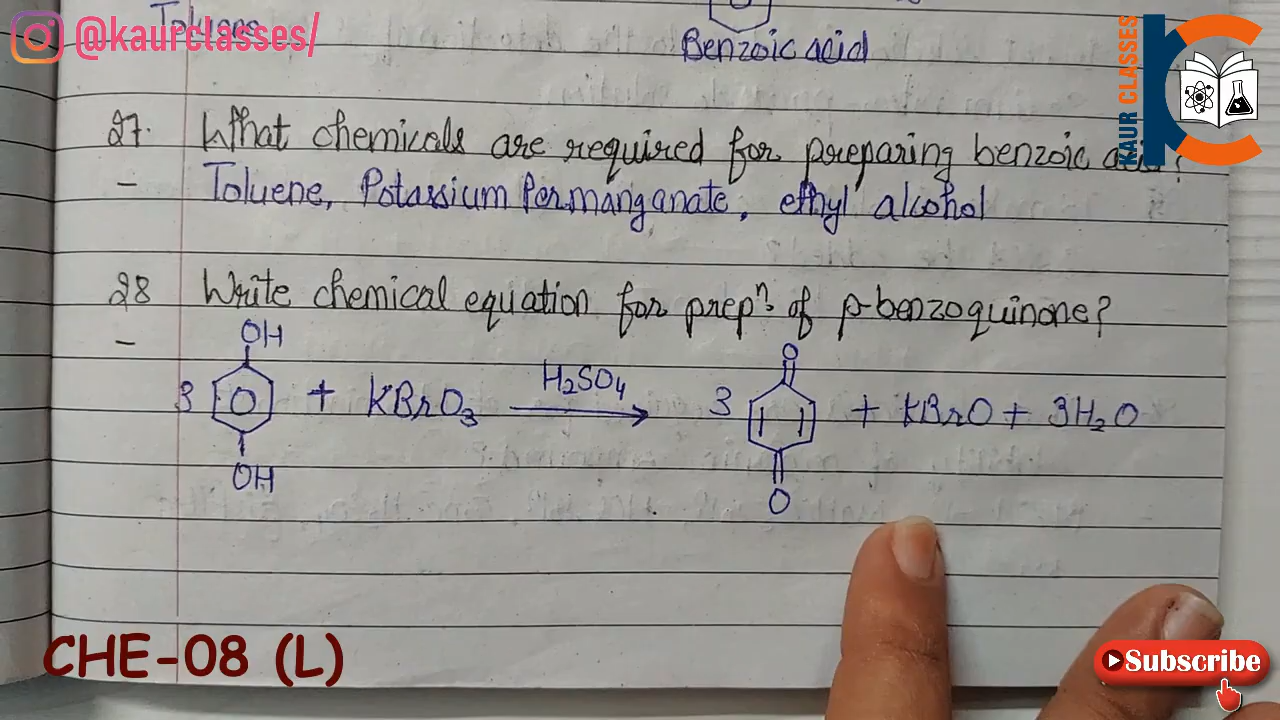 Toluene
@kaurclasses/
Benzoic acid
KAUR CLASSES
27. What chemicals are required for preparing benzoic acid?
- Toluene, Potassium Permanganate, ethyl alcohol
28 Write chemical equation for prepⁿ. of p-benzoquinone?
-
OH
3 + KBrO₃ H₂SO₄ 3 + KBrO + 3H₂O
OH
O
O
CHE-08 (L)
Subscribe